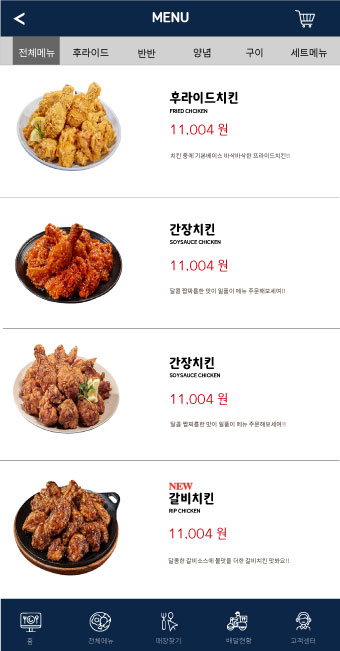 MENU
전체메뉴 후라이드 반반 양념 구이 세트메뉴
후라이드치킨
FRIED CHCIKEN
11.004 원
치킨 중에 기본베이스 바삭바삭한 프라이드치킨!!
간장치킨
SOYSAUCE CHICKEN
11.004 원
달콤 짭짜름한 맛이 일품이 메뉴 주문해보세여!!
간장치킨
SOYSAUCE CHICKEN
11.004 원
달콤 짭짜름한 맛이 일품이 메뉴 주문해보세여!!
NEW
갈비치킨
RIP CHICKEN
11.004 원
달콤한 갈비소스에 불맛을 더한 갈비치킨 맛봐요!!
홈 전체메뉴 매장찾기 배달현황 고객센터